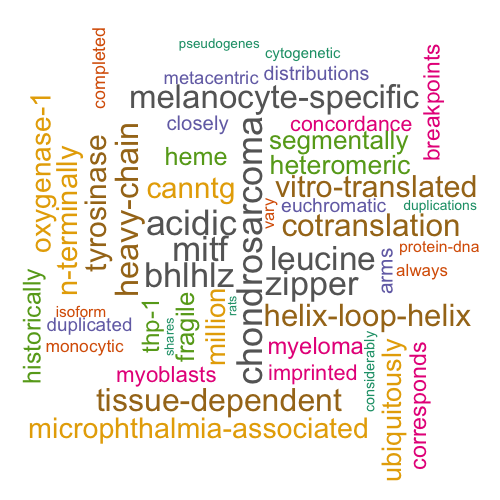 pseudogenes
cytogenetic
completed
metacentric
distributions
melanocyte-specific
breakpoints
closely
concordance
oxygenase-1
n-terminally
tyrosinase
heavy-chain
heme
chondrosarcoma
segmentally
heteromeric
canntg
vitro-translated
vary
euchromatic
duplications
acidic
cotranslation
mitf
leucine
protein-dna
bhlhlz
zipper
arms
always
historically
isoform
thp-1
shares
fragile
million
rats
helix-loop-helix
duplicated
monocytic
myeloma
considerably
ubiquitously
corresponds
myoblasts
imprinted
tissue-dependent
microphthalmia-associated